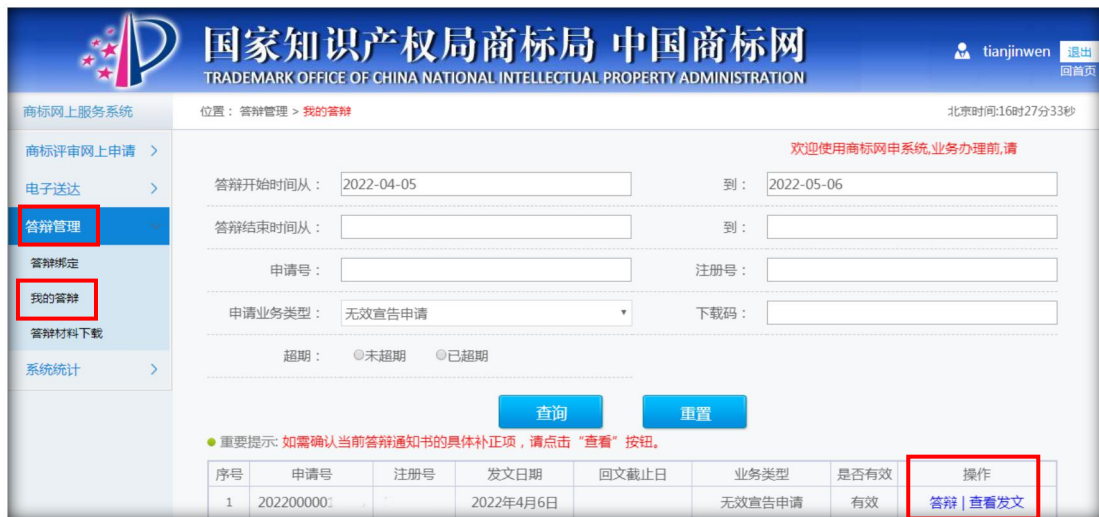 国家知识产权局商标局 中国商标网
TRADEMARK OFFICE OF CHINA NATIONAL INTELLECTUAL PROPERTY ADMINISTRATION
tianjinwen 退出
回首页
商标网上服务系统
位置： 答辩管理 > 我的答辩
北京时间:16时27分33秒
商标评审网上申请 >
欢迎使用商标网申系统,业务办理前,请
电子送达 >
答辩开始时间从： 2022-04-05 到： 2022-05-06
答辩管理
答辩结束时间从： 到：
答辩绑定
申请号： 注册号：
我的答辩
申请业务类型： 无效宣告申请 下载码：
答辩材料下载
超期： 未超期 已超期
系统统计 >
查询 重置
重要提示: 如需确认当前答辩通知书的具体补正项，请点击“查看”按钮。
序号 申请号 注册号 发文日期 回文截止日 业务类型 是否有效 操作
1 2022000001 2022年4月6日 无效宣告申请 有效 答辩 | 查看发文